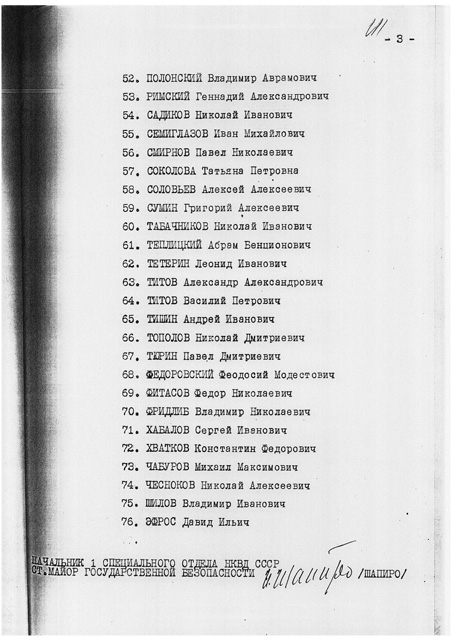 - 3 -
52. ПОЛОНСКИЙ Владимир Аврамович
53. РИМСКИЙ Геннадий Александрович
54. САДИКОВ Николай Иванович
55. СЕМИГЛАЗОВ Иван Михайлович
56. СМИРНОВ Павел Николаевич
57. СОКОЛОВА Татьяна Петровна
58. СОЛОВЬЕВ Алексей Алексеевич
59. СУМИН Григорий Алексеевич
60. ТАБАЧНИКОВ Николай Иванович
61. ТЕПЛИЦКИЙ Абрам Бенционович
62. ТЕТЕРИН Леонид Иванович
63. ТИТОВ Александр Александрович
64. ТИТОВ Василий Петрович
65. ТИШИН Андрей Иванович
66. ТОПОЛОВ Николай Дмитриевич
67. ТЮРИН Павел Дмитриевич
68. ФЕДОРОВСКИЙ Феодосий Модестович
69. ФИТАСОВ Федор Николаевич
70. ФРИДЛИБ Владимир Николаевич
71. ХАБАЛОВ Сергей Иванович
72. ХВАТКОВ Константин Федорович
73. ЧАБУРОВ Михаил Максимович
74. ЧЕСНОКОВ Николай Алексеевич
75. ШИЛОВ Владимир Иванович
76. ЭФРОС Давид Ильич
НАЧАЛЬНИК 1 СПЕЦИАЛЬНОГО ОТДЕЛА НКВД СССР
СТ.МАЙОР ГОСУДАРСТВЕННОЙ БЕЗОПАСНОСТИ /ШАПИРО/